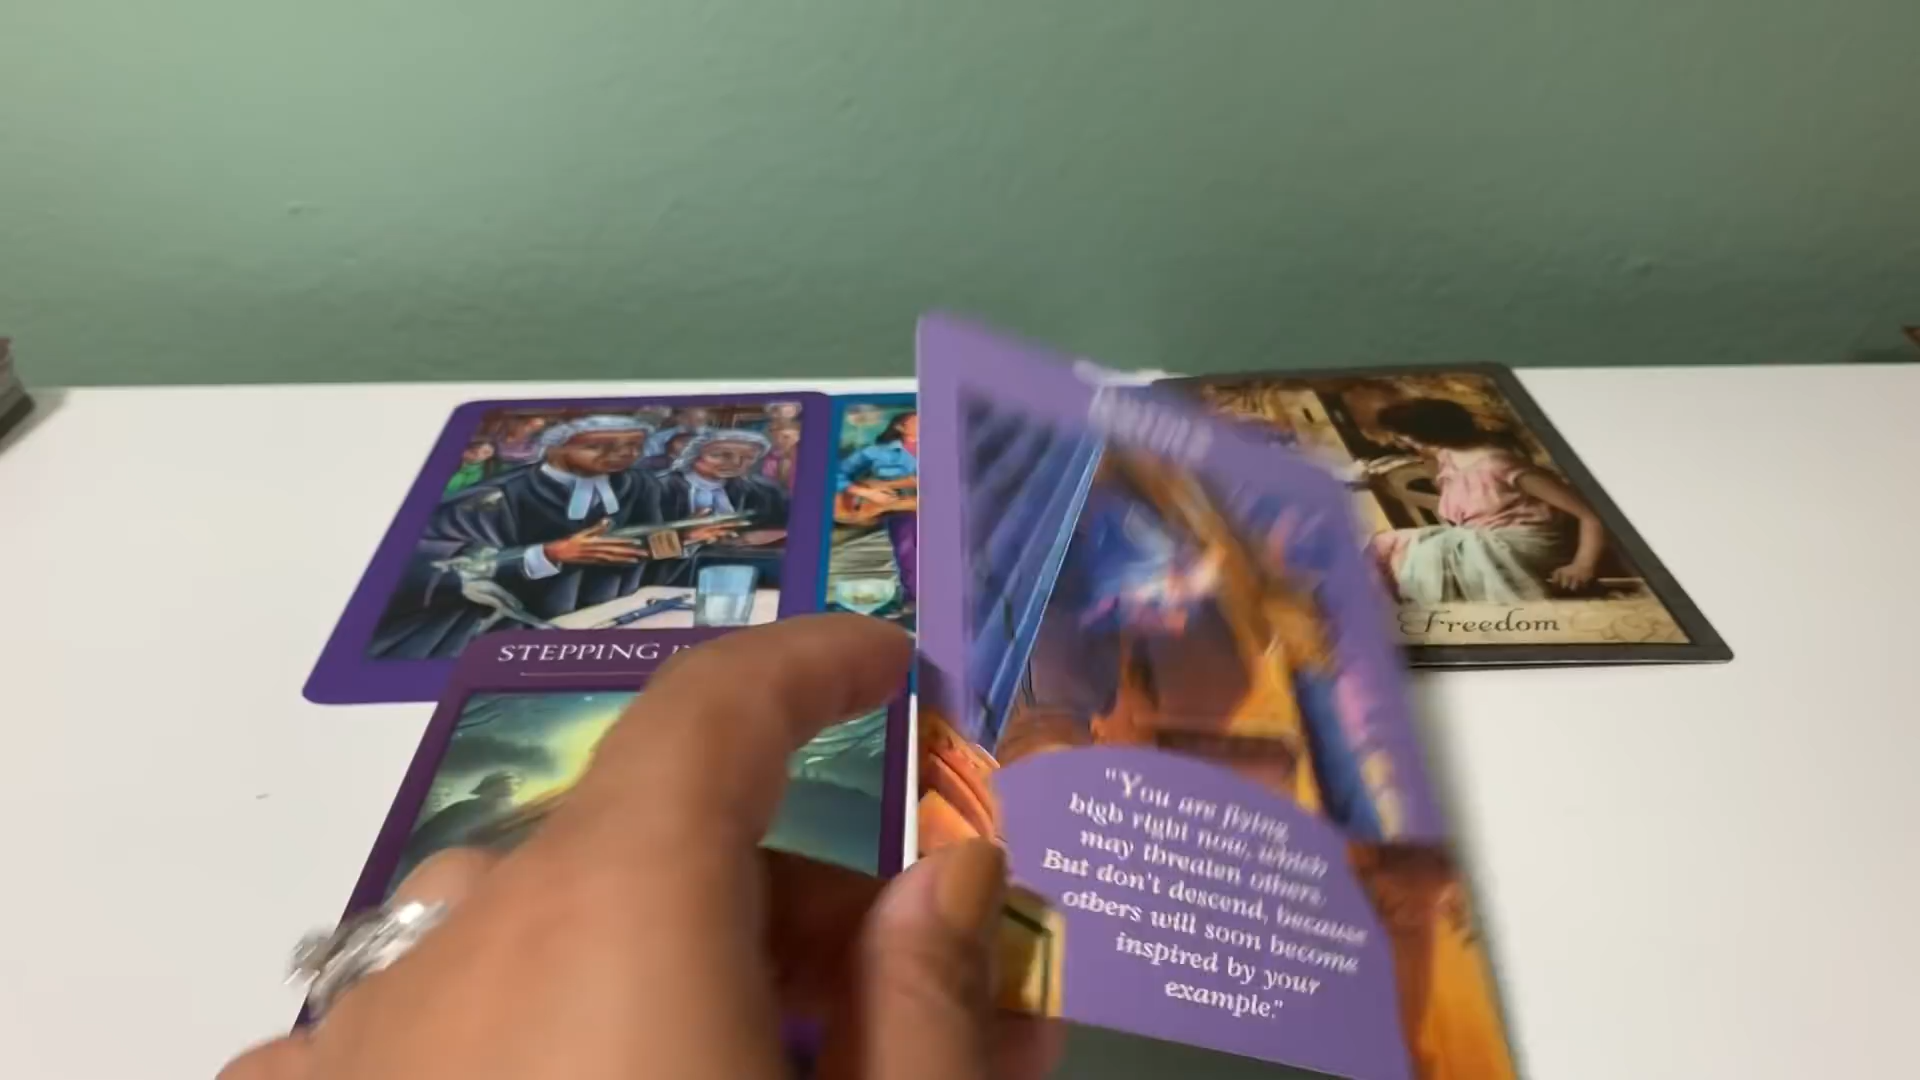 STEPPING
Freedom
"You are flying
high right now, which
may threaten others.
But don't descend, because
others will soon become
inspired by your
example."